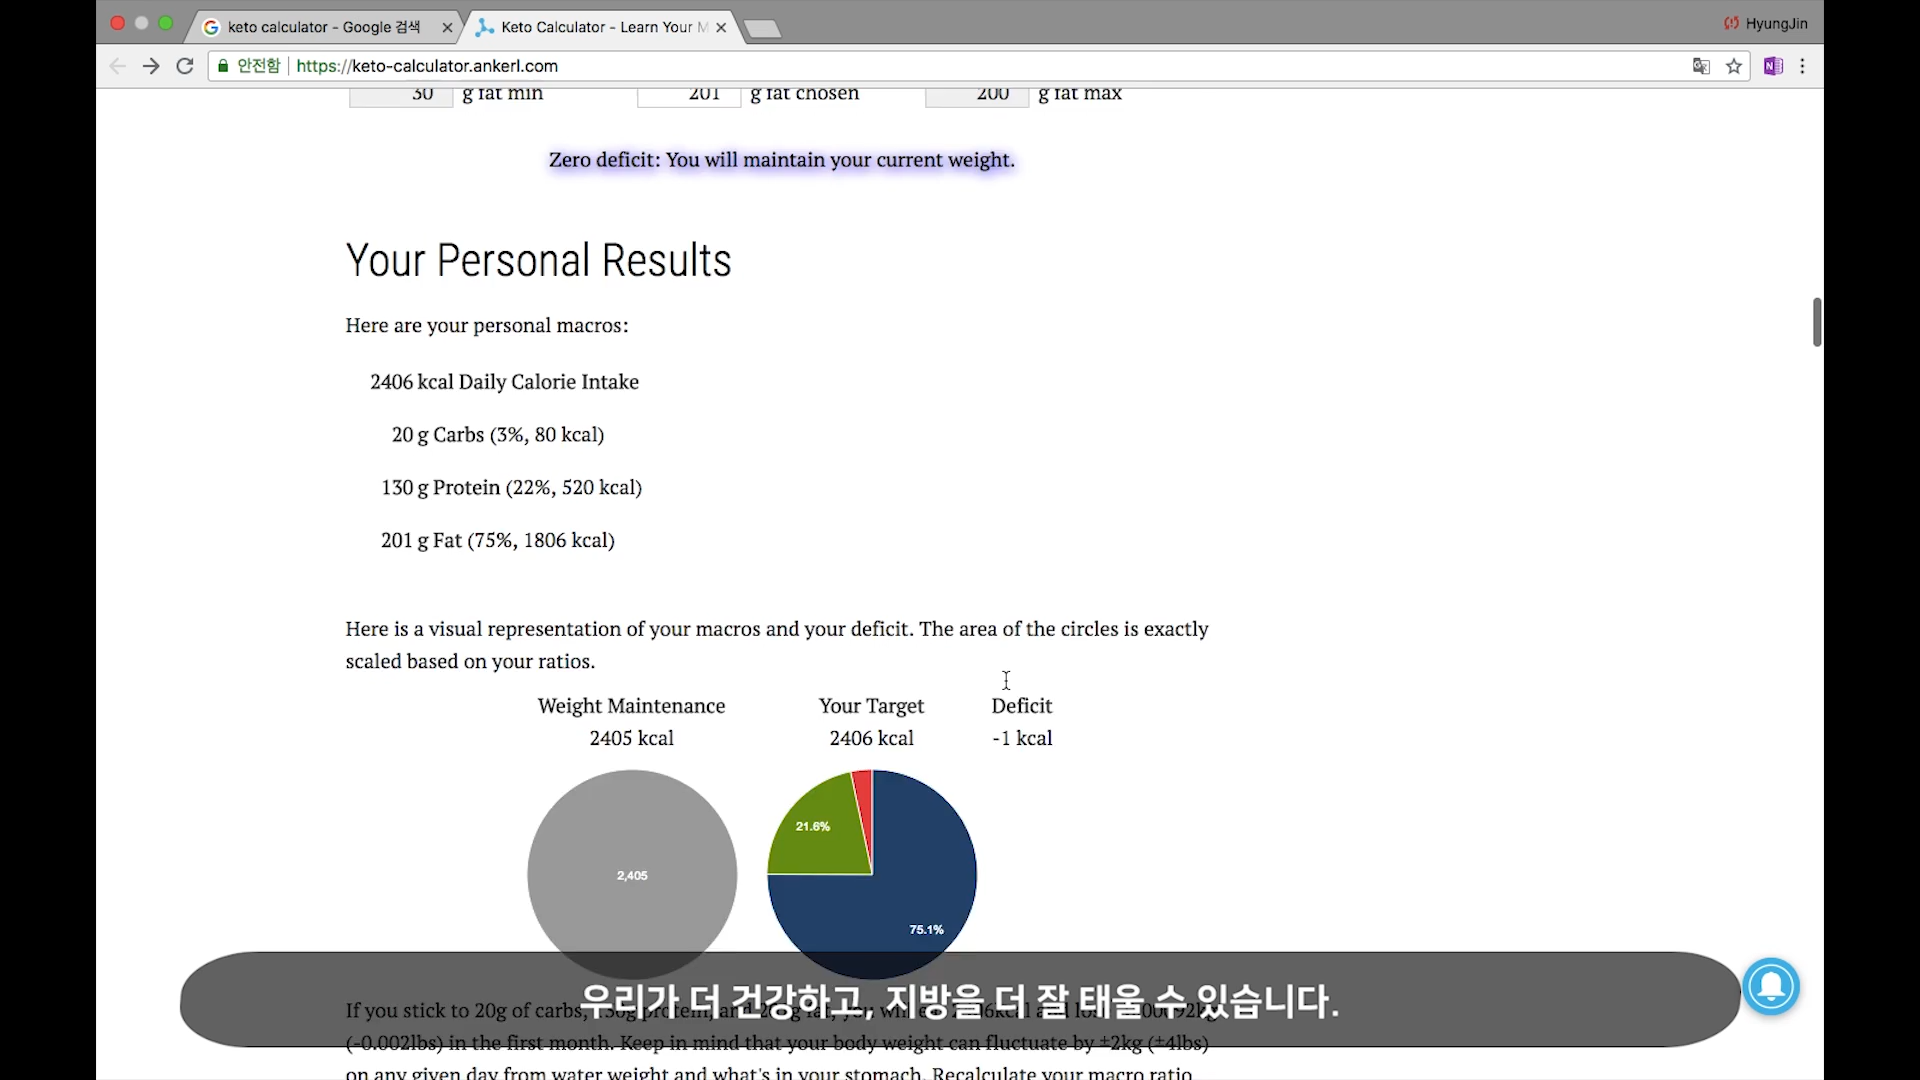 keto calculator - Google 검색
Keto Calculator - Learn Your M
HyungJin
안전함
https://keto-calculator.ankerl.com
30 g fat min
201 g fat chosen
200 g fat max
Zero deficit: You will maintain your current weight.
Your Personal Results
Here are your personal macros:
2406 kcal Daily Calorie Intake
20 g Carbs (3%, 80 kcal)
130 g Protein (22%, 520 kcal)
201 g Fat (75%, 1806 kcal)
Here is a visual representation of your macros and your deficit. The area of the circles is exactly
scaled based on your ratios.
Weight Maintenance
2405 kcal
Your Target
2406 kcal
Deficit
-1 kcal
2,405
21.6%
75.1%
우리가 더 건강하고, 지방을 더 잘 태울 수 있습니다.
If you stick to 20g of carbs,
(-0.002lbs) in the first month. Keep in mind that your body weight can fluctuate by ±2kg (±4lbs)
on any given day from water weight and what's in your stomach. Recalculate your macro ratio